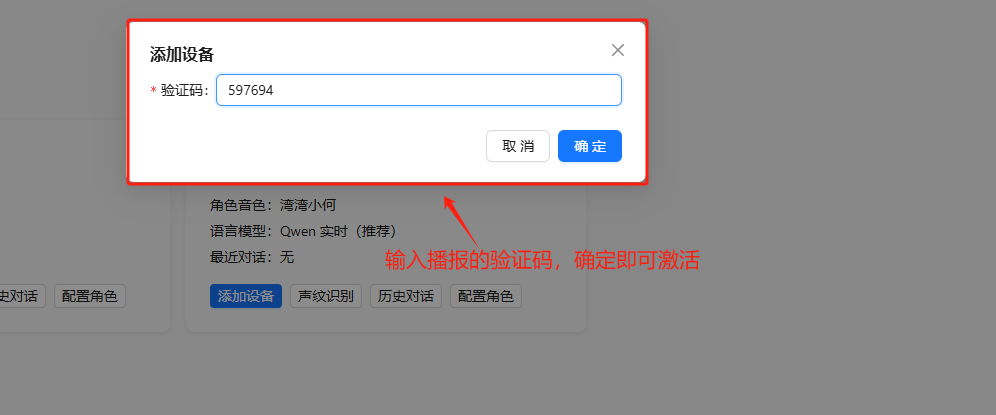 添加设备
* 验证码： 597694
取 消 确 定
角色音色：湾湾小何
语言模型：Qwen 实时（推荐）
最近对话：无
输入播报的验证码，确定即可激活
史对话 配置角色 添加设备 声纹识别 历史对话 配置角色